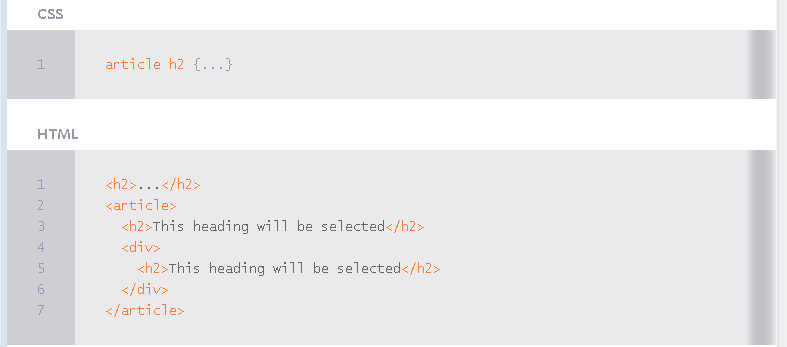 CSS
1 article h2 {...}
HTML
1 <h2>...</h2>
2 <article>
3 <h2>This heading will be selected</h2>
4 <div>
5 <h2>This heading will be selected</h2>
6 </div>
7 </article>